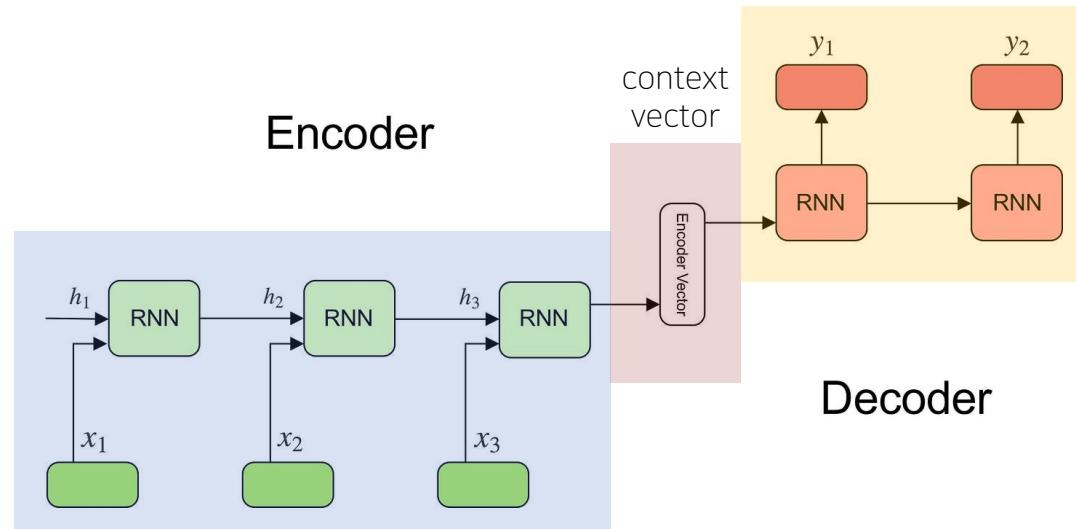 y₁
y₂
context
vector
Encoder
RNN
RNN
Encoder Vector
h₁
h₂
h₃
RNN
RNN
RNN
Decoder
x₁
x₂
x₃